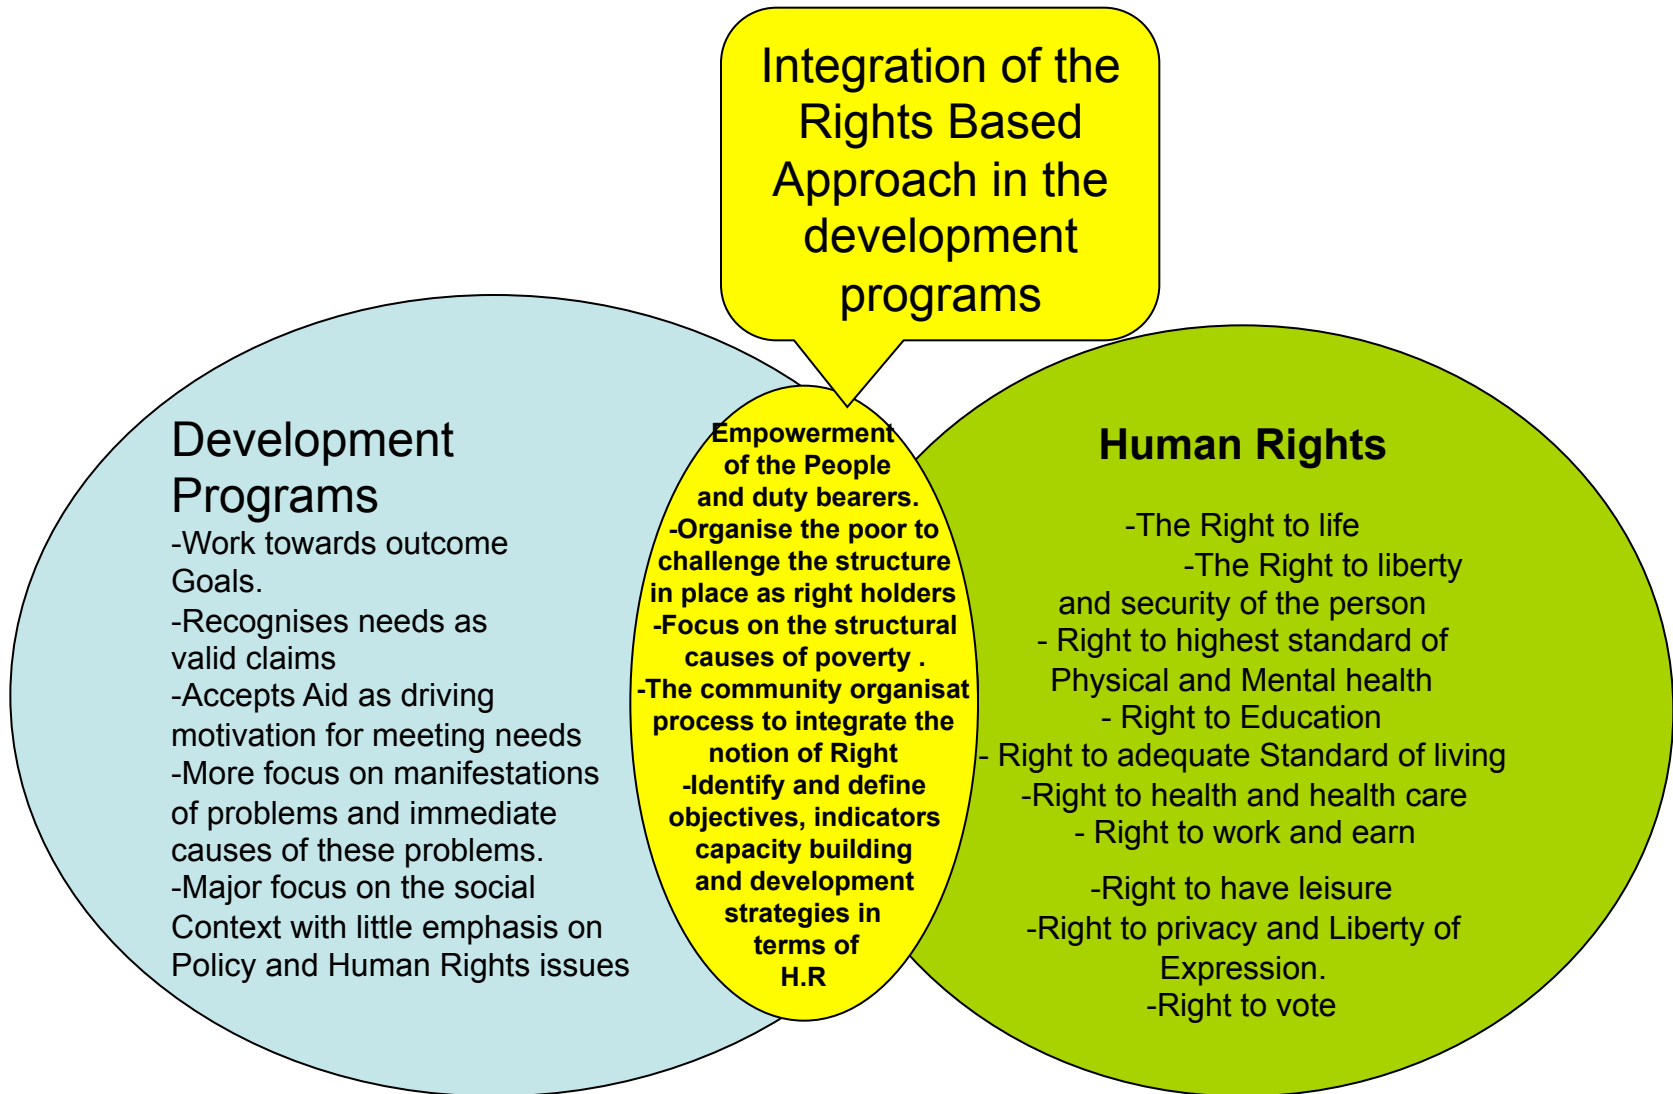 Integration of the
Rights Based
Approach in the
development
programs
Development
Programs
-Work towards outcome
Goals.
-Recognises needs as
valid claims
-Accepts Aid as driving
motivation for meeting needs
-More focus on manifestations
of problems and immediate
causes of these problems.
-Major focus on the social
Context with little emphasis on
Policy and Human Rights issues
Empowerment
of the People
and duty bearers.
-Organise the poor to
challenge the structure
in place as right holders
-Focus on the structural
causes of poverty .
-The community organisat
process to integrate the
notion of Right
-Identify and define
objectives, indicators
capacity building
and development
strategies in
terms of
H.R
Human Rights
-The Right to life
-The Right to liberty
and security of the person
- Right to highest standard of
Physical and Mental health
- Right to Education
- Right to adequate Standard of living
-Right to health and health care
- Right to work and earn
-Right to have leisure
-Right to privacy and Liberty of
Expression.
-Right to vote